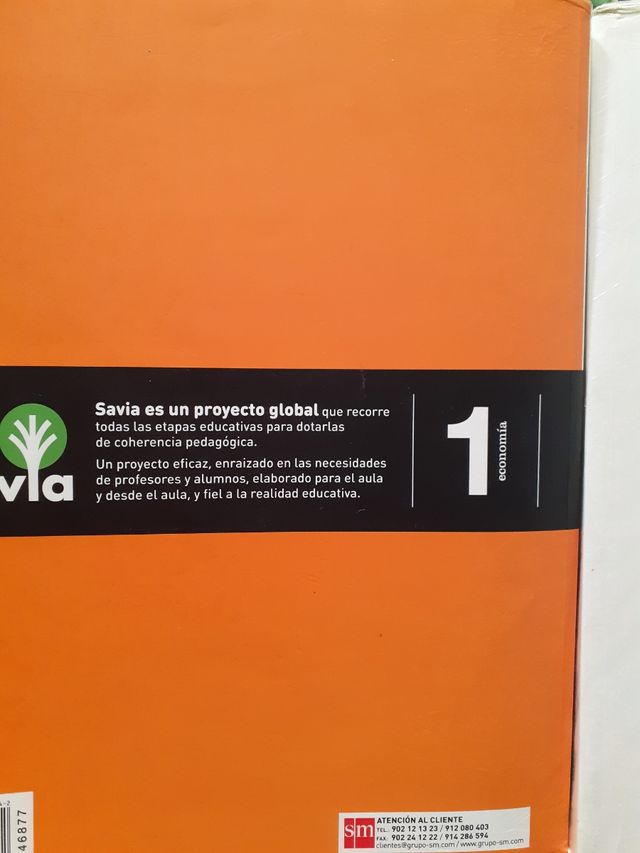 Savia es un proyecto global que recorre
todas las etapas educativas para dotarlas
de coherencia pedagógica.
Un proyecto eficaz, enraizado en las necesidades
de profesores y alumnos, elaborado para el aula
y desde el aula, y fiel a la realidad educativa.
via
1
economía
46877
sm
ATENCIÓN AL CLIENTE
TEL.: 902 12 13 23 / 912 080 403
FAX: 902 24 12 22 / 914 286 594
clientes@grupo-sm.com / www.grupo-sm.com